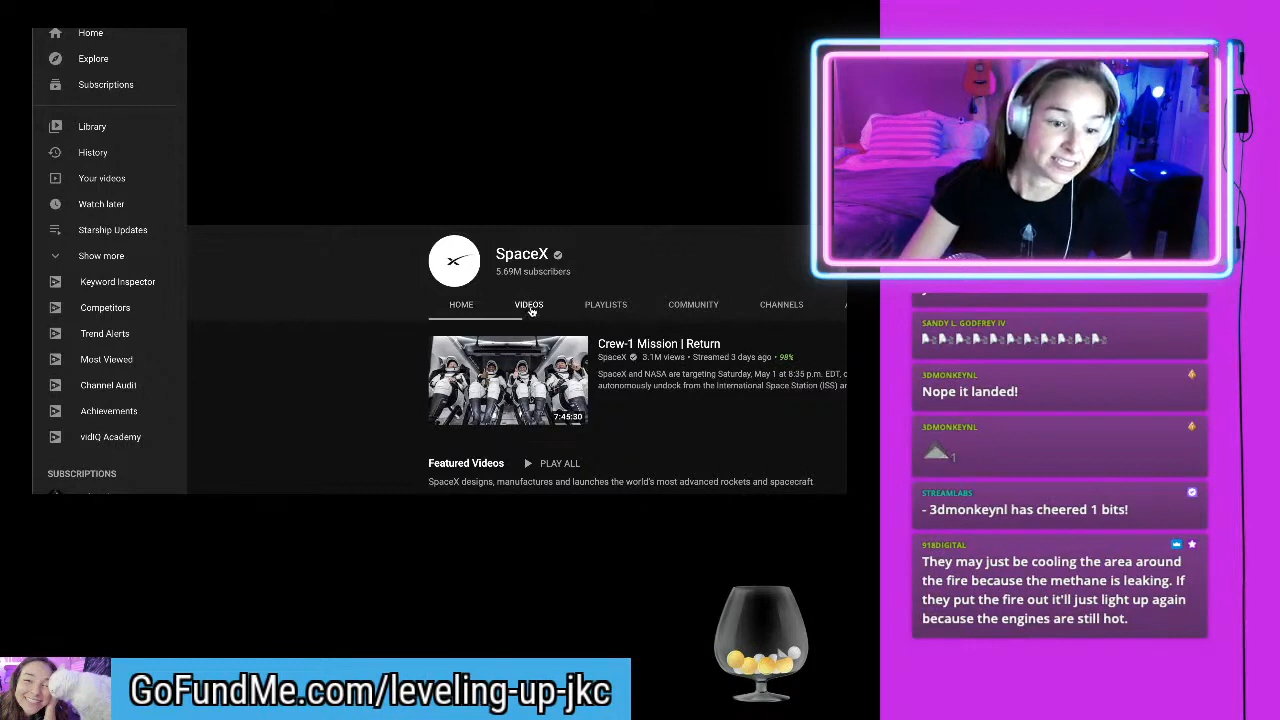 Home
Explore
Subscriptions
Library
History
Your videos
Watch later
Starship Updates
Show more
Keyword Inspector
Competitors
Trend Alerts
Most Viewed
Channel Audit
Achievements
vidIQ Academy
SUBSCRIPTIONS
SpaceX
5.69M subscribers
HOME VIDEOS PLAYLISTS COMMUNITY CHANNELS
Crew-1 Mission | Return
SpaceX 3.1M views • Streamed 3 days ago • 98%
SpaceX and NASA are targeting Saturday, May 1 at 8:35 p.m. EDT,
autonomously undock from the International Space Station (ISS)
7:45:30
Featured Videos PLAY ALL
SpaceX designs, manufactures and launches the world's most advanced rockets and spacecraft
SANDY L. GODFREY IV
3DMONKEYNL
Nope it landed!
3DMONKEYNL
1
STREAMLABS
- 3dmonkeynl has cheered 1 bits!
918DIGITAL
They may just be cooling the area around
the fire because the methane is leaking. If
they put the fire out it'll just light up again
because the engines are still hot.
GoFundMe.com/leveling-up-jkc